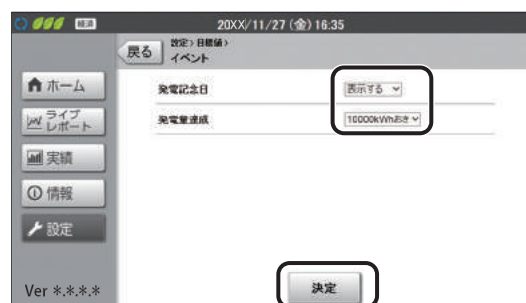 経済
20XX/11/27 (金) 16:35
戻る
設定> 目標値>
イベント
ホーム
ライブ
レポート
実績
情報
設定
Ver *.*.*.*
発電記念日
表示する
発電量達成
10000kWhおき
決定